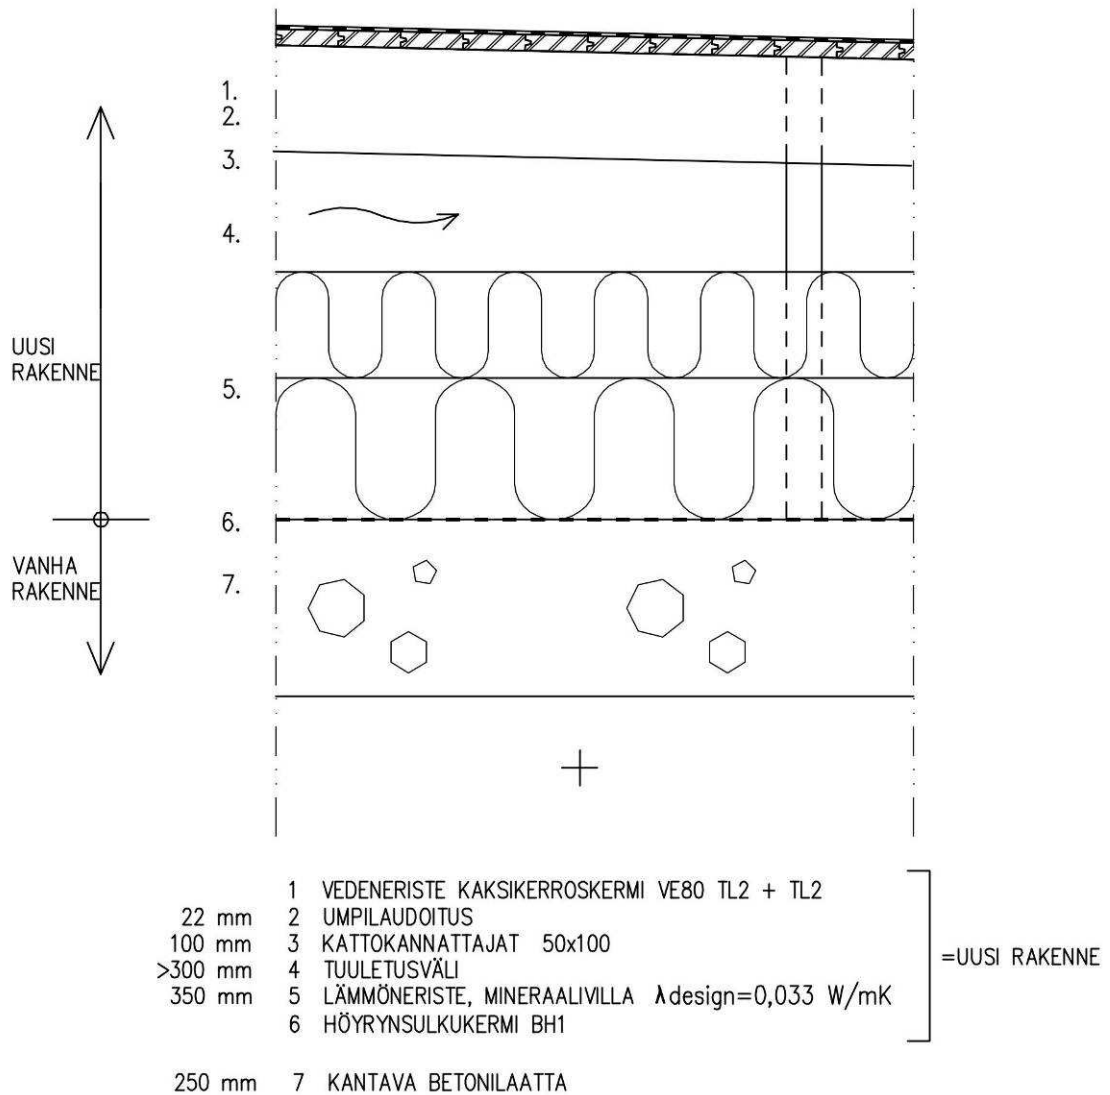 1.
2.
3.
4.
UUSI
RAKENNE
5.
6.
VANHA
RAKENNE
7.
1 VEDENERISTE KAKSIKERROSKERMI VE80 TL2 + TL2
22 mm 2 UMPILAUDOITUS
100 mm 3 KATTOKANNATTAJAT 50x100
>300 mm 4 TUULETUSVÄLI
350 mm 5 LÄMMÖNERISTE, MINERAALIVILLA λdesign=0,033 W/mK
6 HÖYRYNSULKUKERMI BH1
=UUSI RAKENNE
250 mm 7 KANTAVA BETONILAATTA